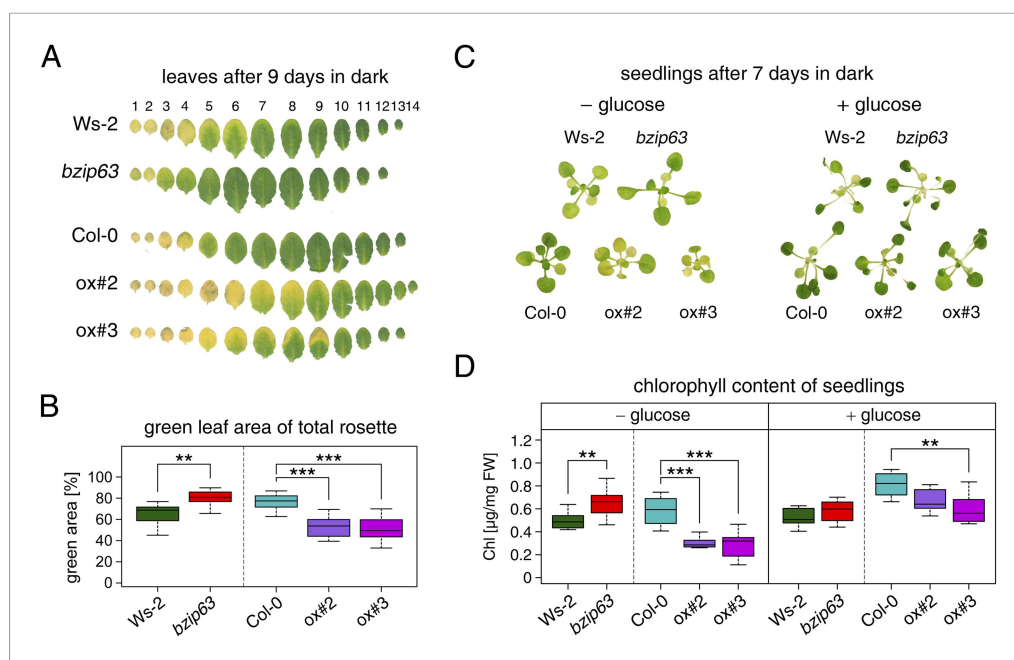 A
leaves after 9 days in dark
1 2 3 4 5 6 7 8 9 10 11 12 13 14
Ws-2
bzip63
Col-0
ox#2
ox#3
B
green leaf area of total rosette
green area [%]
100
80
60
40
20
0
**
***
***
Ws-2
bzip63
Col-0
ox#2
ox#3
C
seedlings after 7 days in dark
– glucose
+ glucose
Ws-2 bzip63
Ws-2 bzip63
Col-0 ox#2 ox#3
Col-0 ox#2 ox#3
D
chlorophyll content of seedlings
– glucose
+ glucose
Chl [µg/mg FW]
1.2
1.0
0.8
0.6
0.4
0.2
0
**
***
***
**
Ws-2
bzip63
Col-0
ox#2
ox#3
Ws-2
bzip63
Col-0
ox#2
ox#3